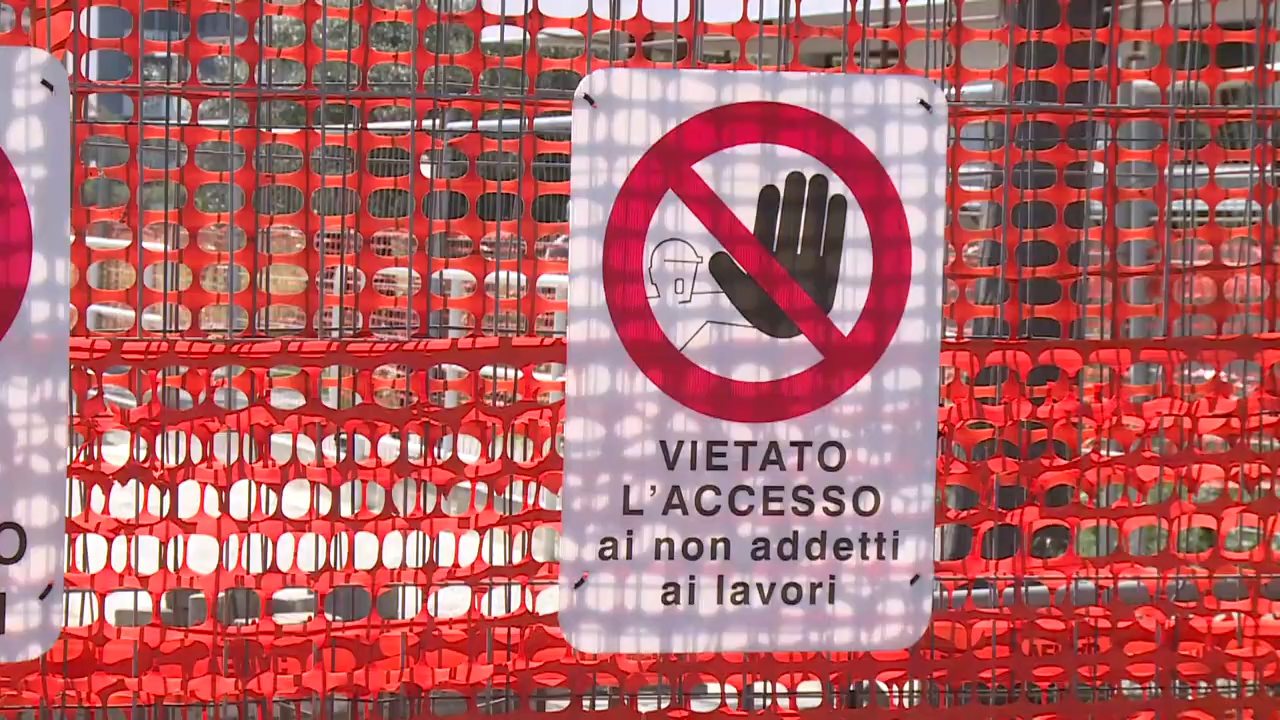 VIETATO
L'ACCESSO
ai non addetti
ai lavori
O
i